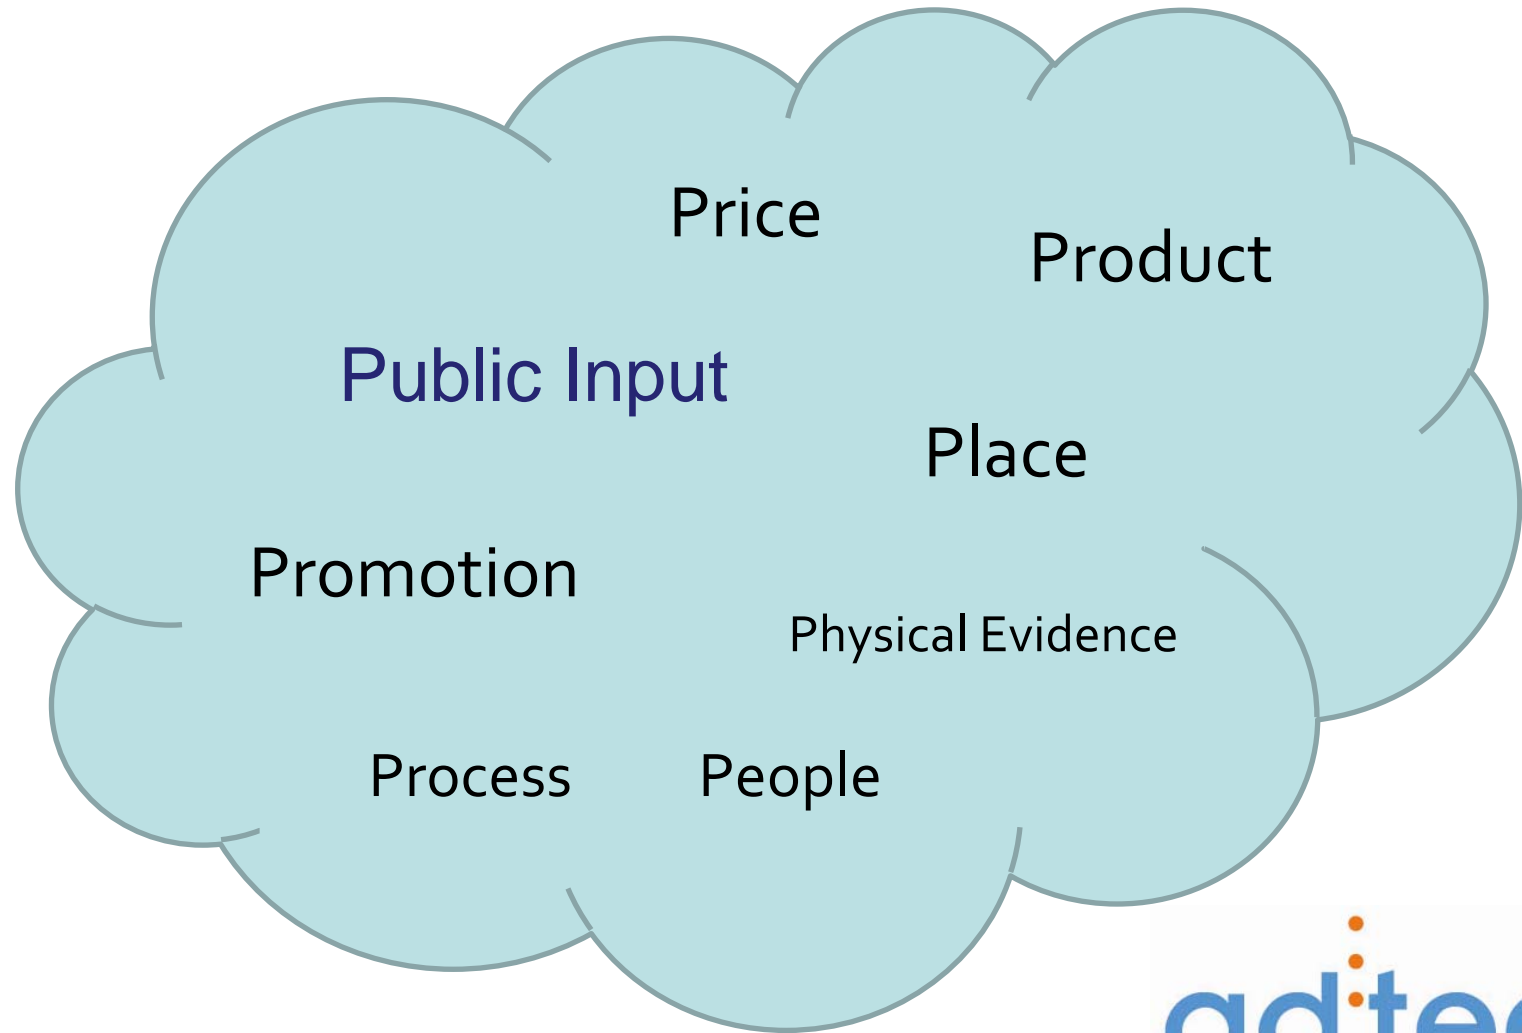 Price
Product
Public Input
Place
Promotion
Physical Evidence
Process
People